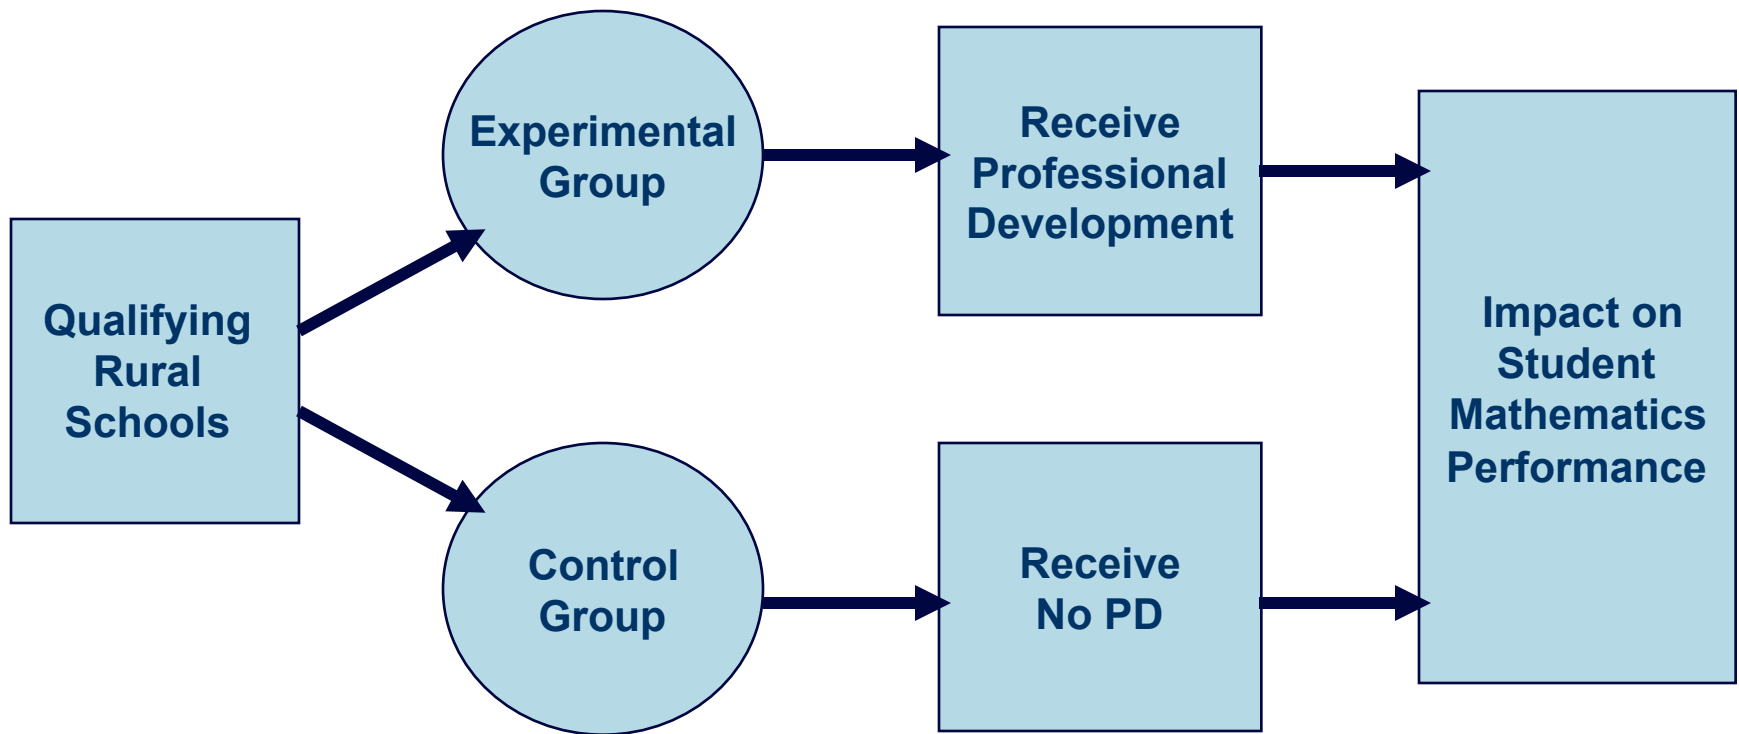 Qualifying
Rural
Schools
Experimental
Group
Receive
Professional
Development
Control
Group
Receive
No PD
Impact on
Student
Mathematics
Performance